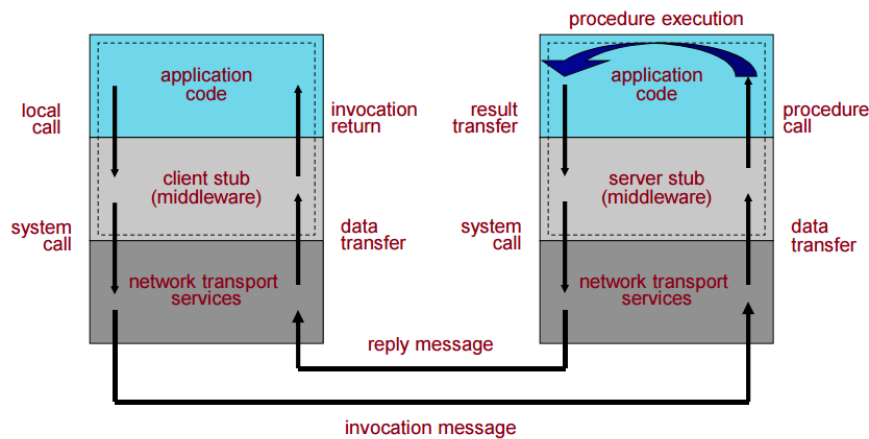 procedure execution
application
code
local
call
invocation
return
client stub
(middleware)
system
call
data
transfer
network transport
services
application
code
result
transfer
procedure
call
server stub
(middleware)
system
call
data
transfer
network transport
services
reply message
invocation message